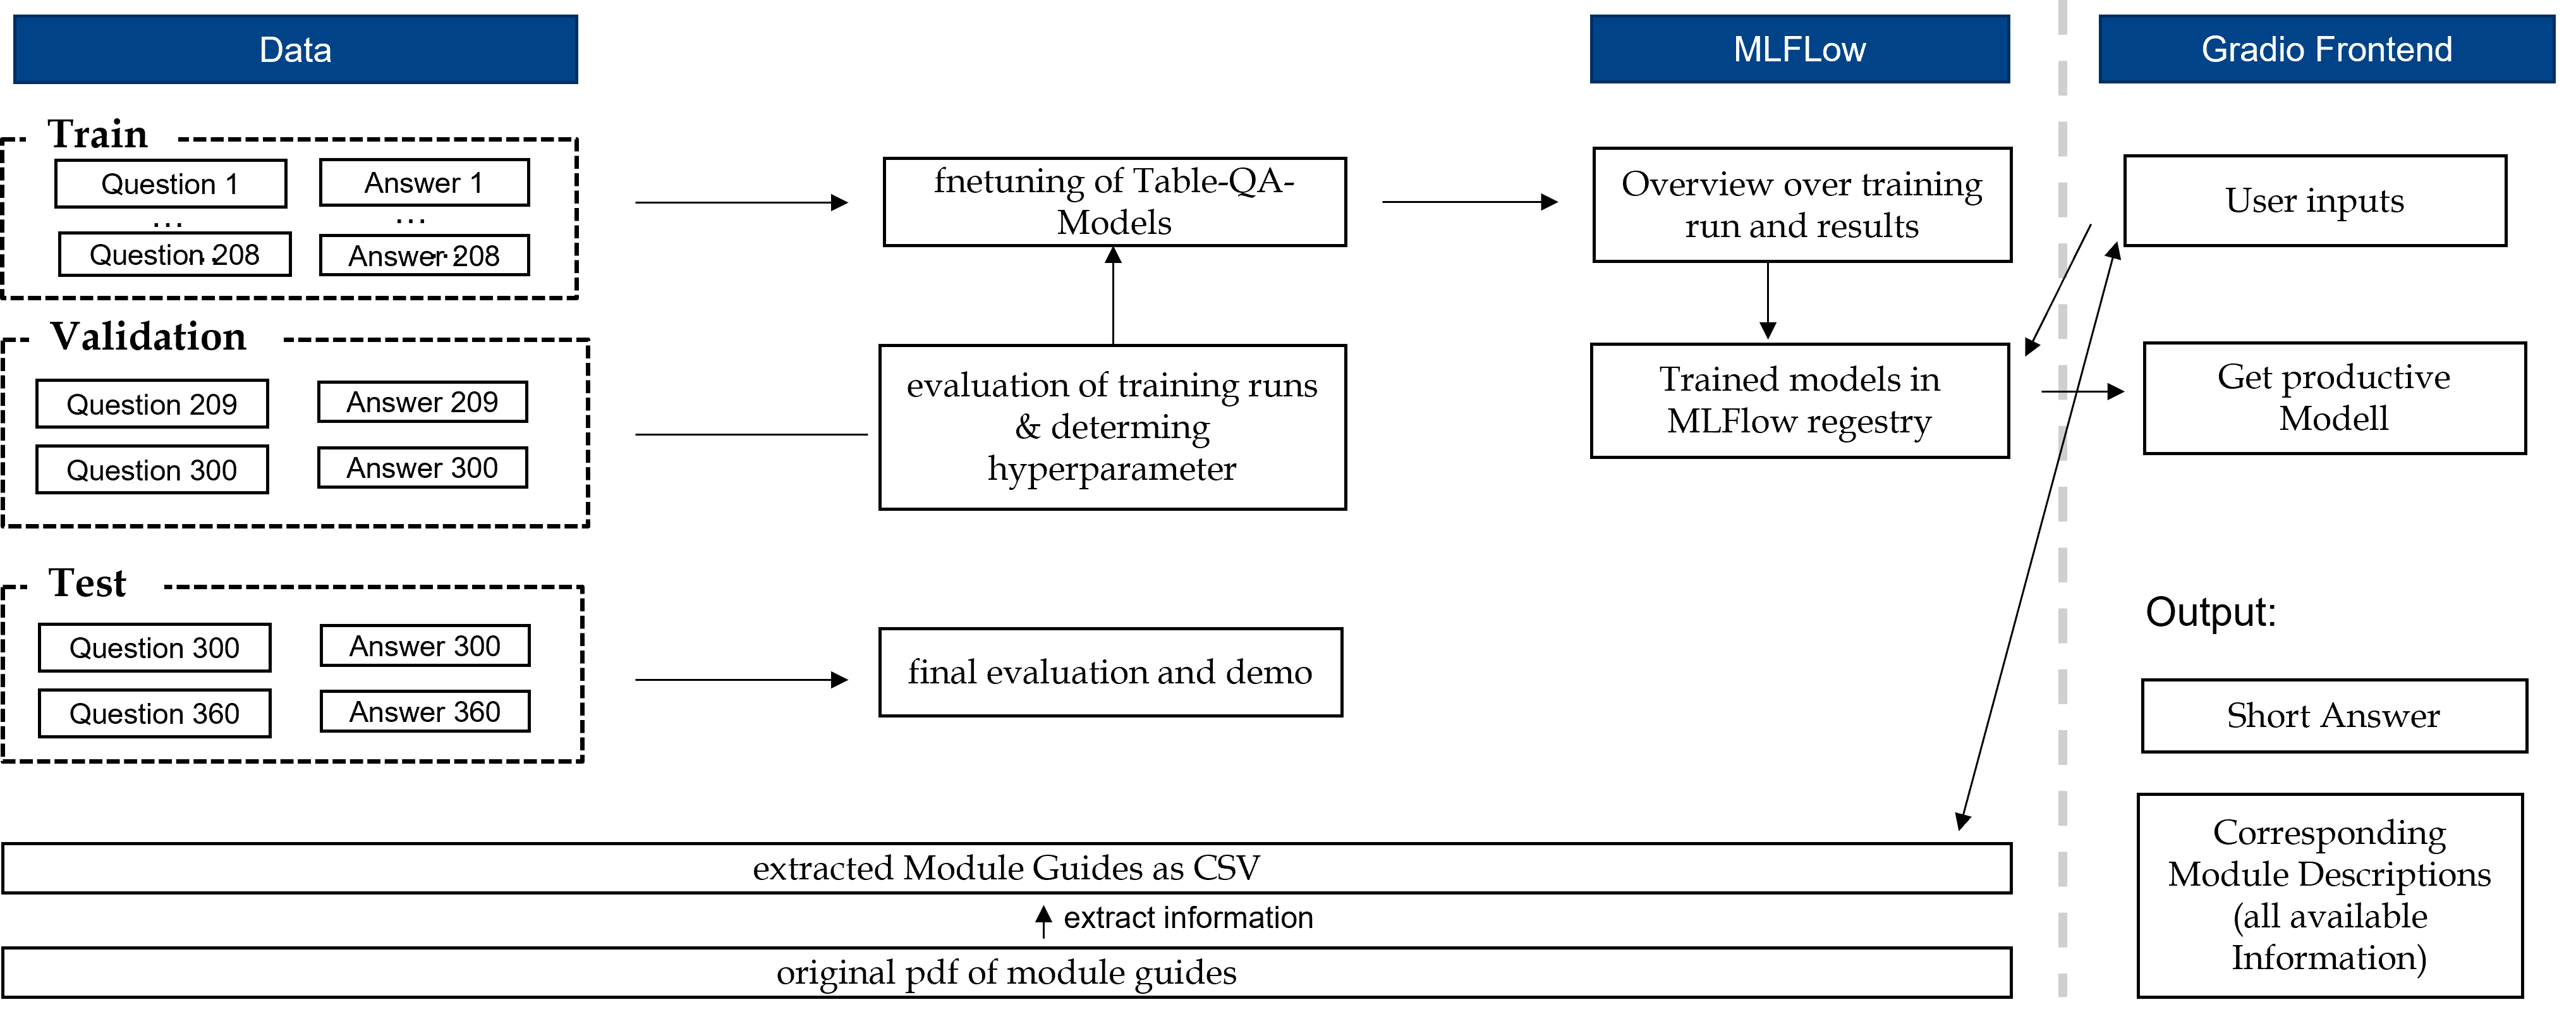 Data
MLFLow
Gradio Frontend
Train
Question 1
Answer 1
...
...
Question 208
Answer 208
fnetuning of Table-QA-
Models
Overview over training
run and results
User inputs
Validation
Question 209
Answer 209
Question 300
Answer 300
evaluation of training runs
& determing
hyperparameter
Trained models in
MLFlow regestry
Get productive
Modell
Test
Question 300
Answer 300
Question 360
Answer 360
final evaluation and demo
Output:
Short Answer
Corresponding
Module Descriptions
(all available
Information)
extracted Module Guides as CSV
extract information
original pdf of module guides